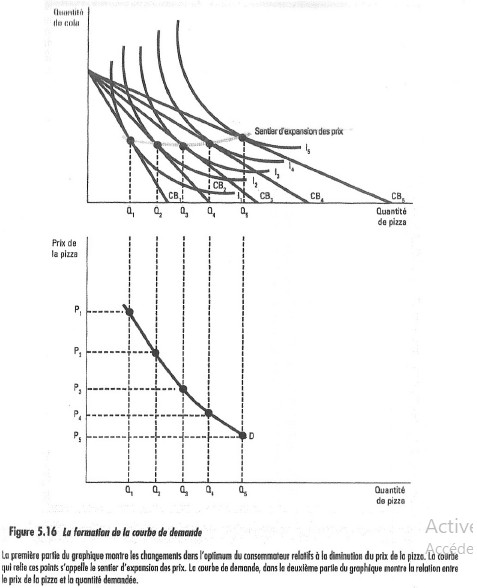 Quantité
de cola
Sentier d'expansion des prix
I₅
I₄
I₃
I₂
I₁
CB₁
CB₂
CB₃
CB₄
CB₅
Q₁ Q₂ Q₃ Q₄ Q₅
Quantité
de pizza
Prix de
la pizza
P₁
P₂
P₃
P₄
P₅
D
Q₁ Q₂ Q₃ Q₄ Q₅
Quantité
de pizza
Figure 5.16 La formation de la courbe de demande
La première partie du graphique montre les changements dans l'optimum du consommateur relatifs à la diminution du prix de la pizza. La courbe
qui relie ces points s'appelle le sentier d'expansion des prix. Le courbe de demande, dans la deuxième partie du graphique montre la relation entre
le prix de la pizza et la quantité demandée.
Active
Accéde